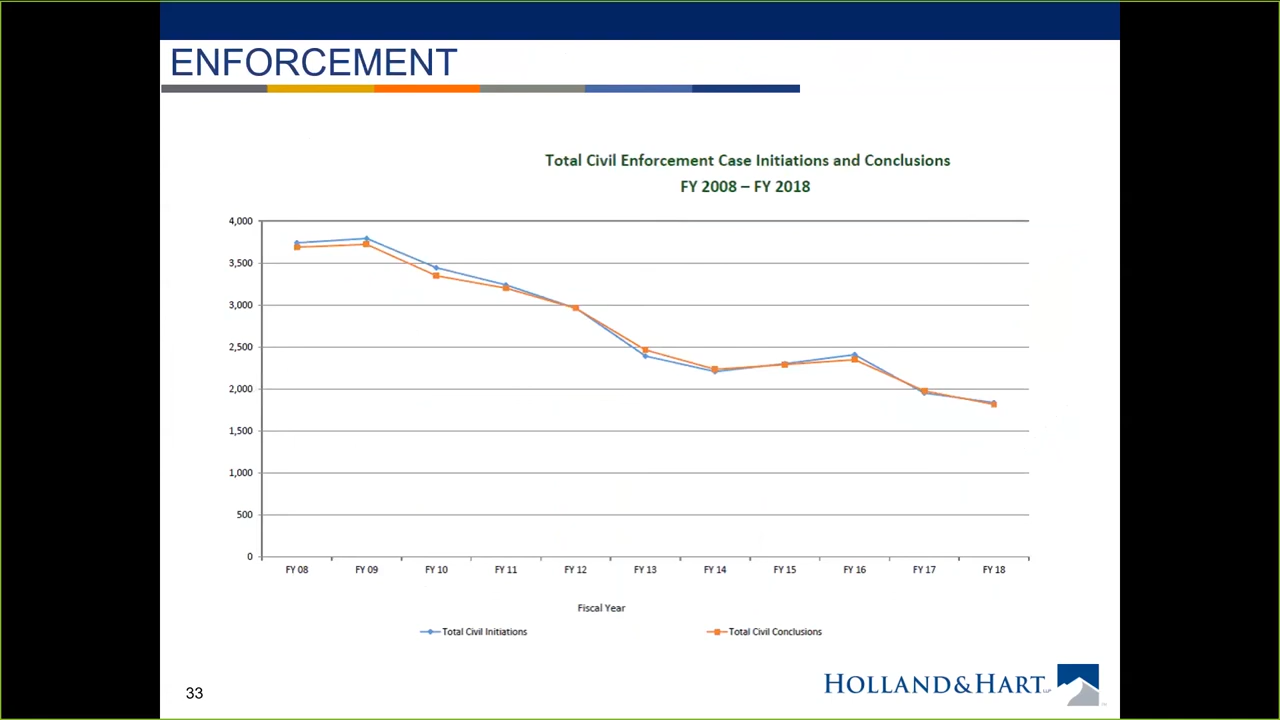 ENFORCEMENT
Total Civil Enforcement Case Initiations and Conclusions
FY 2008 – FY 2018
4,000
3,500
3,000
2,500
2,000
1,500
1,000
500
0
FY 08 FY 09 FY 10 FY 11 FY 12 FY 13 FY 14 FY 15 FY 16 FY 17 FY 18
Fiscal Year
Total Civil Initiations Total Civil Conclusions
33
HOLLAND & HART LLP